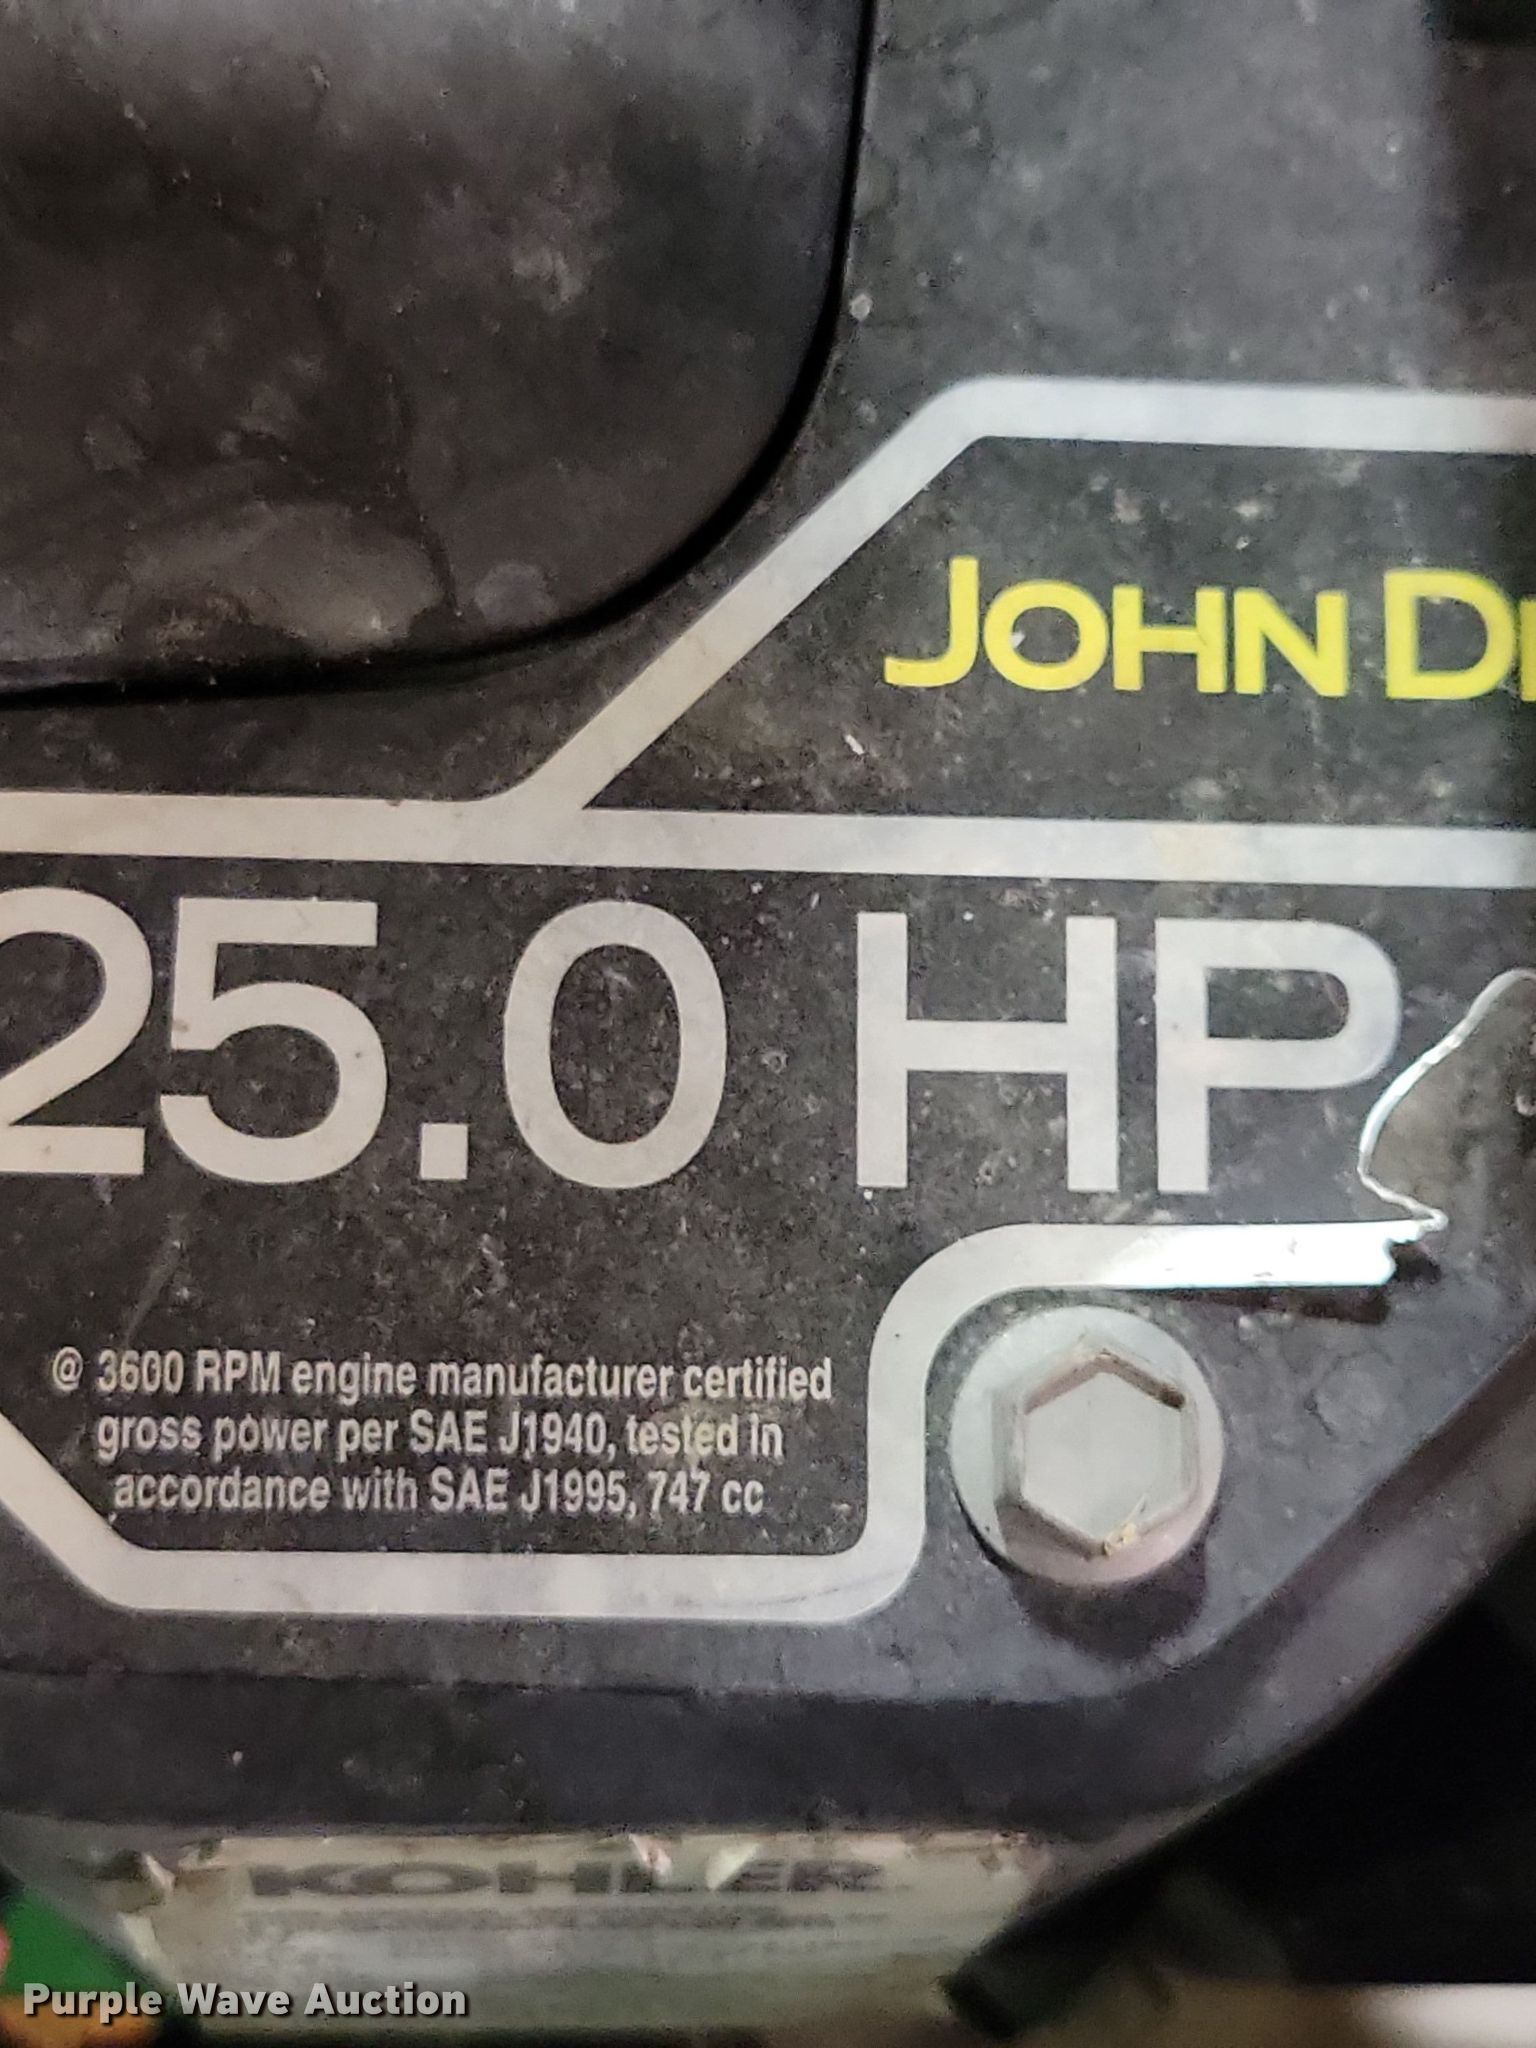 JOHN DE
25.0 HP
@ 3600 RPM engine manufacturer certified
gross power per SAE J1940, tested in
accordance with SAE J1995, 747 cc
KOHLER
Purple Wave Auction